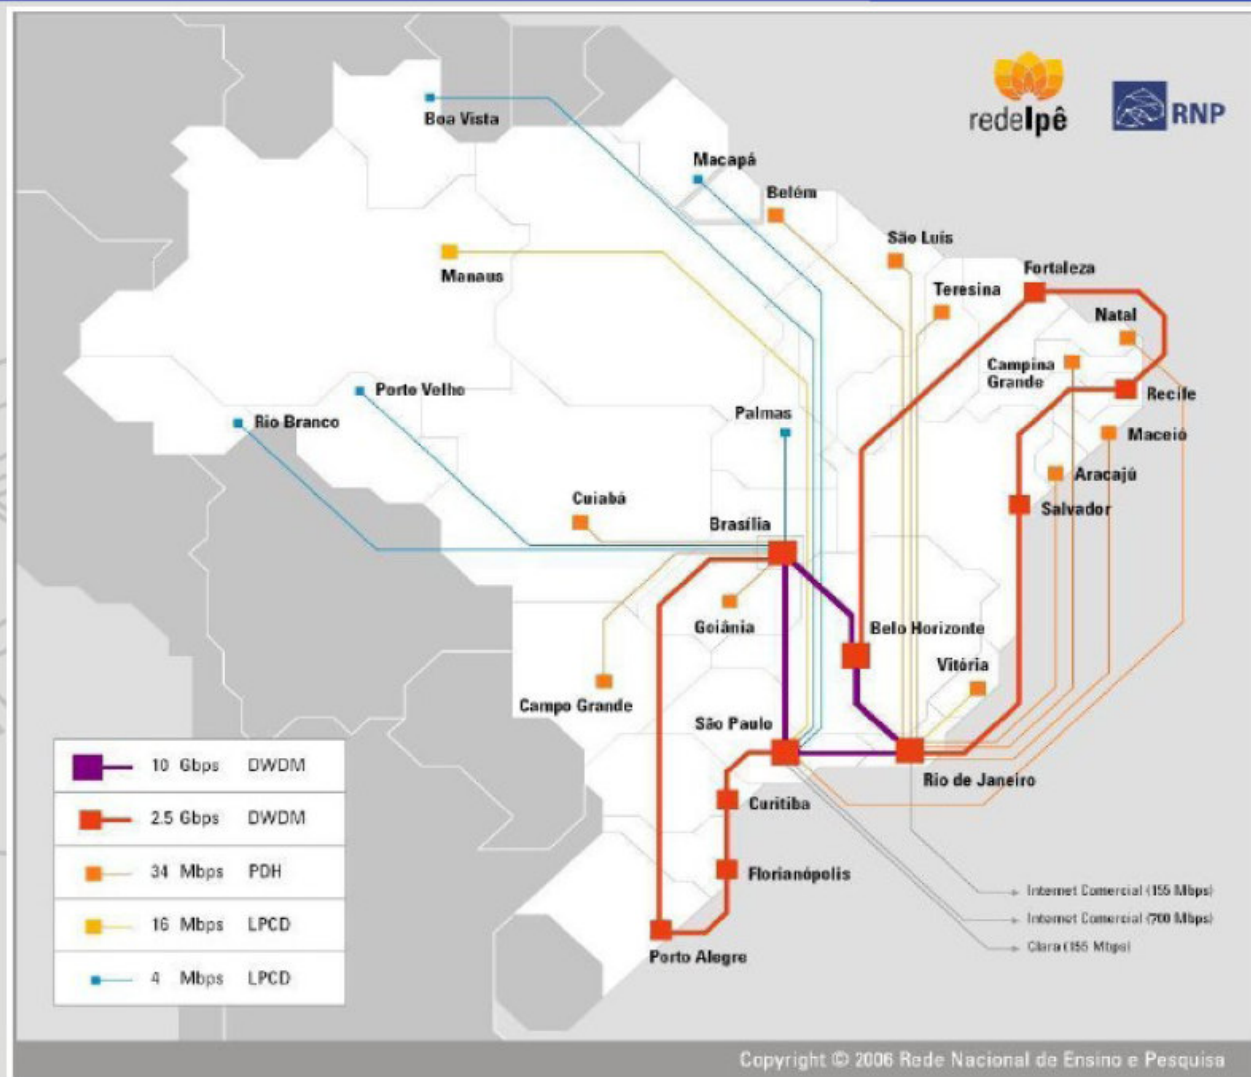 redeIpê
RNP
Boa Vista
Macapá
Belém
São Luís
Fortaleza
Manaus
Teresina
Natal
Campina
Grande
Recife
Porto Velho
Rio Branco
Palmas
Maceió
Aracajú
Cuiabá
Salvador
Brasília
Goiânia
Belo Horizonte
Vitória
Campo Grande
São Paulo
Rio de Janeiro
Curitiba
Florianópolis
Porto Alegre
10 Gbps DWDM
2.5 Gbps DWDM
34 Mbps PDH
16 Mbps LPCD
4 Mbps LPCD
Internet Comercial (155 Mbps)
Internet Comercial (700 Mbps)
Clara (155 Mbps)
Copyright © 2006 Rede Nacional de Ensino e Pesquisa